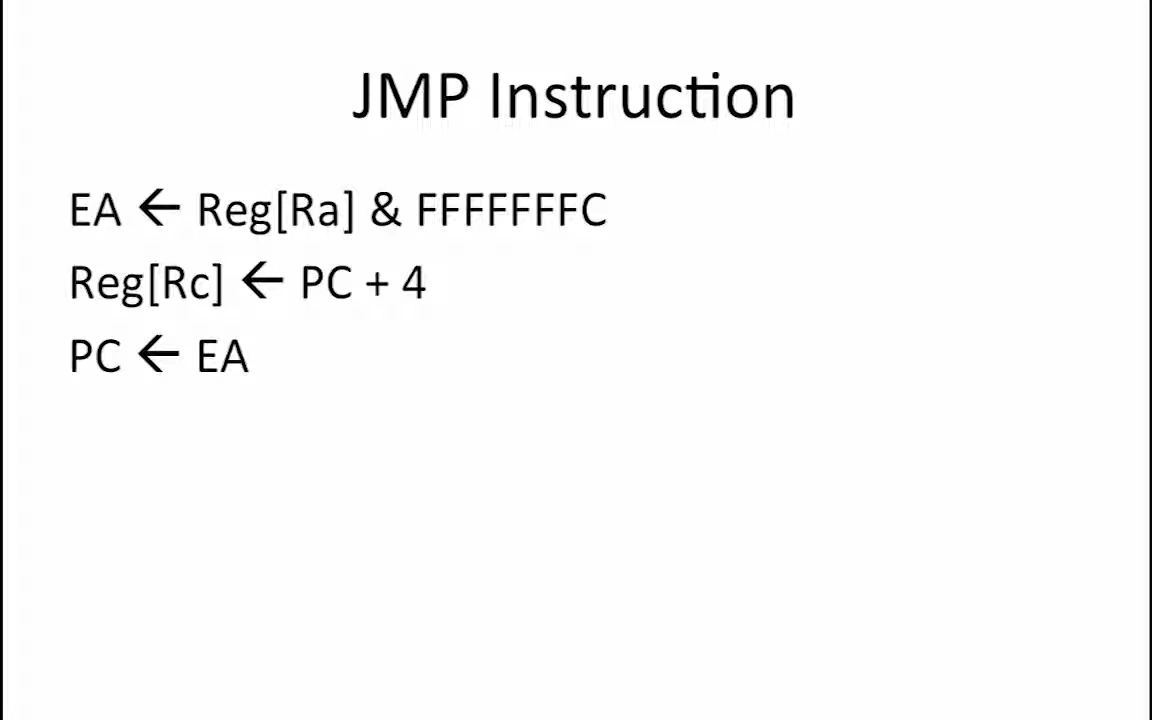 JMP Instruction
EA ← Reg[Ra] & FFFFFFFC
Reg[Rc] ← PC + 4
PC ← EA